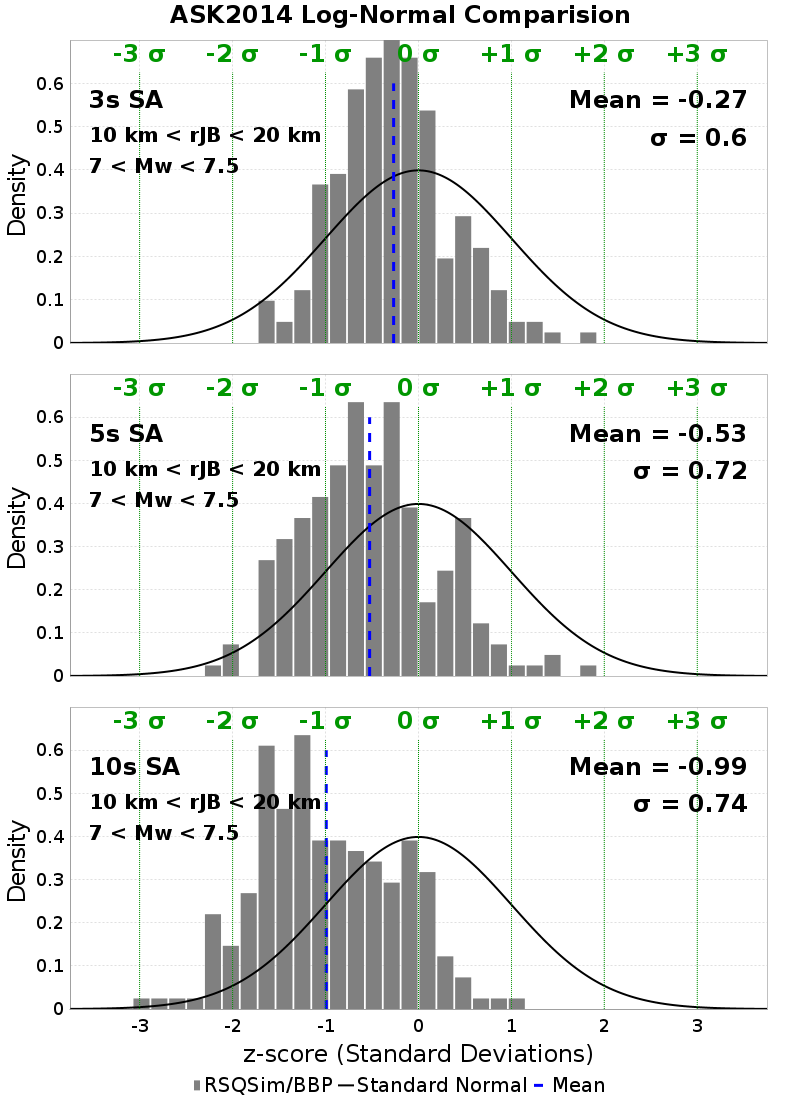 ASK2014 Log-Normal Comparision
-3 σ -2 σ -1 σ 0 σ +1 σ +2 σ +3 σ
3s SA
10 km < rJB < 20 km
7 < Mw < 7.5
Mean = -0.27
σ = 0.6
Density
0.6
0.5
0.4
0.3
0.2
0.1
0
-3 σ -2 σ -1 σ 0 σ +1 σ +2 σ +3 σ
5s SA
10 km < rJB < 20 km
7 < Mw < 7.5
Mean = -0.53
σ = 0.72
Density
0.6
0.5
0.4
0.3
0.2
0.1
0
-3 σ -2 σ -1 σ 0 σ +1 σ +2 σ +3 σ
10s SA
10 km < rJB < 20 km
7 < Mw < 7.5
Mean = -0.99
σ = 0.74
Density
0.6
0.5
0.4
0.3
0.2
0.1
0
-3 -2 -1 0 1 2 3
z-score (Standard Deviations)
RSQSim/BBP Standard Normal Mean